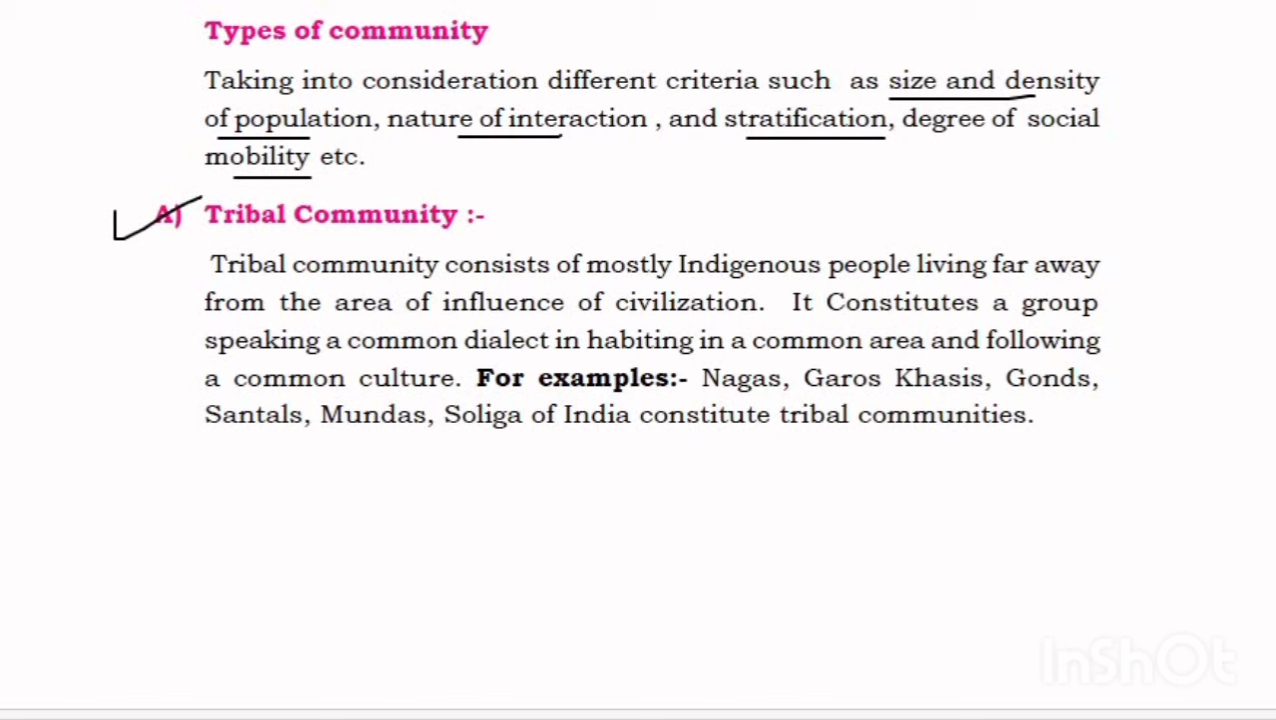 Types of community
Taking into consideration different criteria such as size and density
of population, nature of interaction , and stratification, degree of social
mobility etc.
A) Tribal Community :-
Tribal community consists of mostly Indigenous people living far away
from the area of influence of civilization. It Constitutes a group
speaking a common dialect in habiting in a common area and following
a common culture. For examples:- Nagas, Garos Khasis, Gonds,
Santals, Mundas, Soliga of India constitute tribal communities.
InShOt